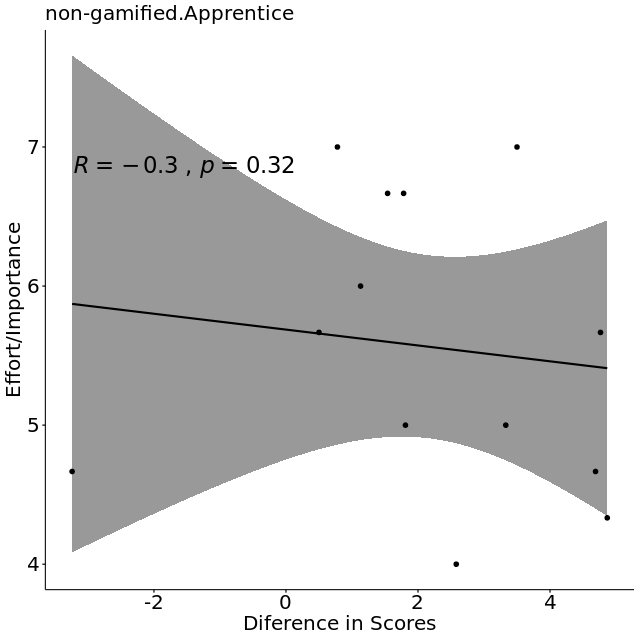 non-gamified.Apprentice
7
R = −0.3 , p = 0.32
6
Effort/Importance
5
4
-2 0 2 4
Diference in Scores